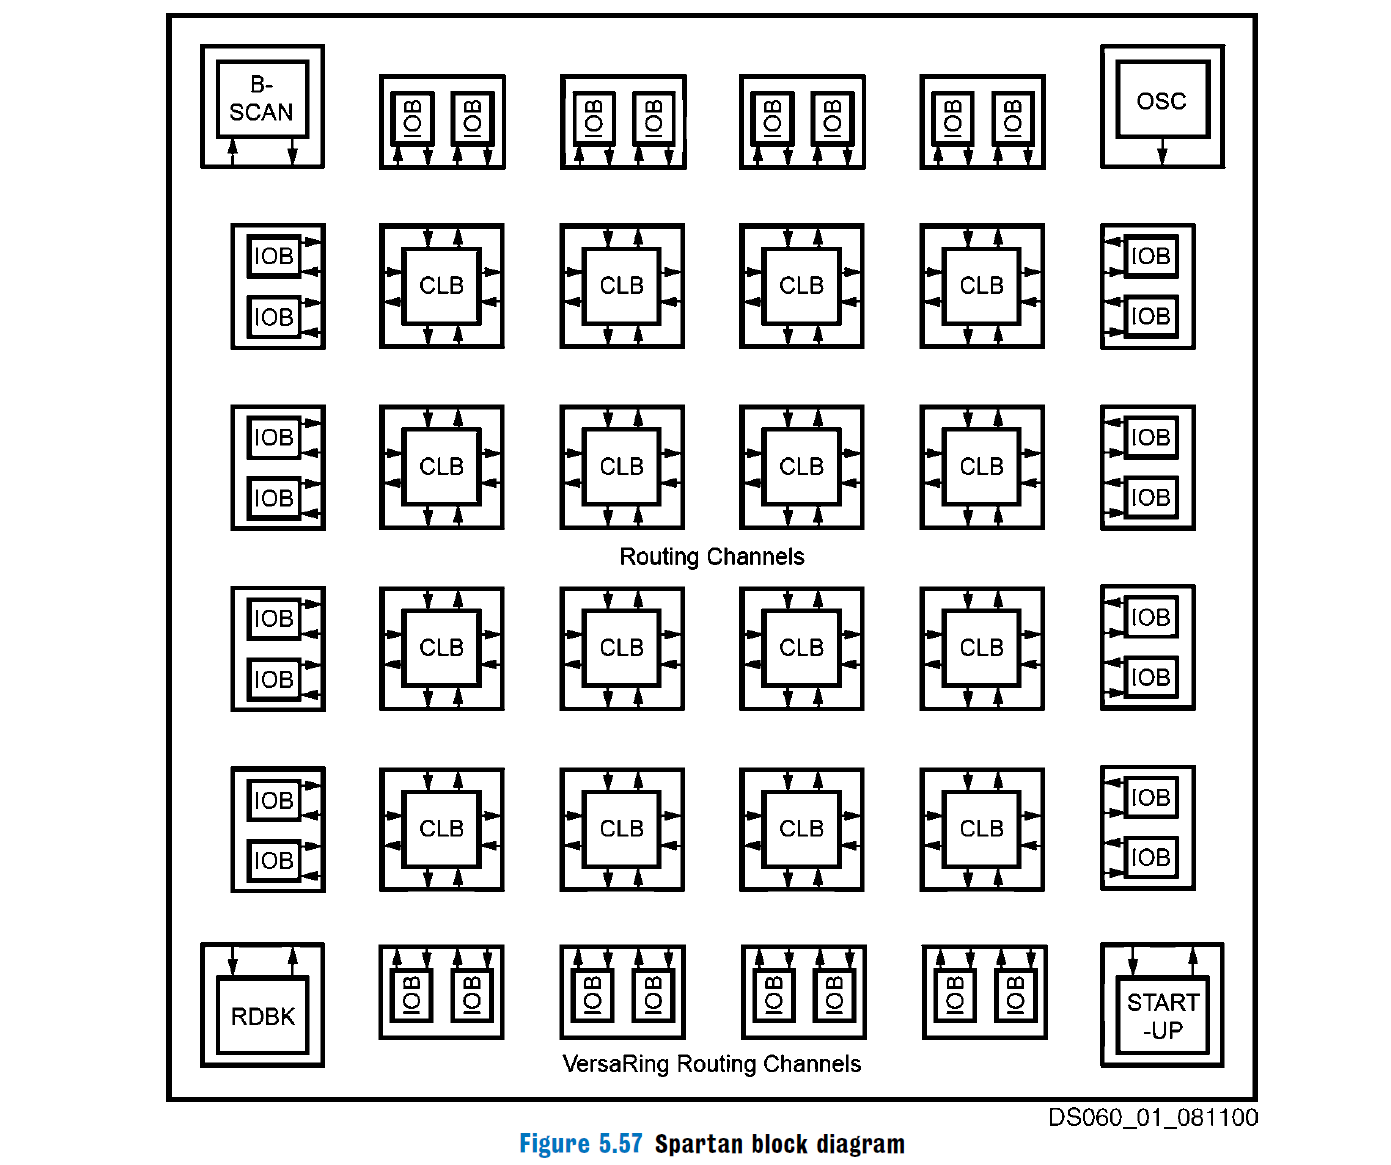 B-
SCAN
IOB IOB IOB IOB IOB IOB IOB IOB
OSC
IOB CLB CLB CLB CLB IOB
IOB IOB
IOB CLB CLB CLB CLB IOB
IOB IOB
Routing Channels
IOB CLB CLB CLB CLB IOB
IOB IOB
IOB CLB CLB CLB CLB IOB
IOB IOB
RDBK
IOB IOB IOB IOB IOB IOB IOB IOB
START
-UP
VersaRing Routing Channels
DS060_01_081100
Figure 5.57 Spartan block diagram